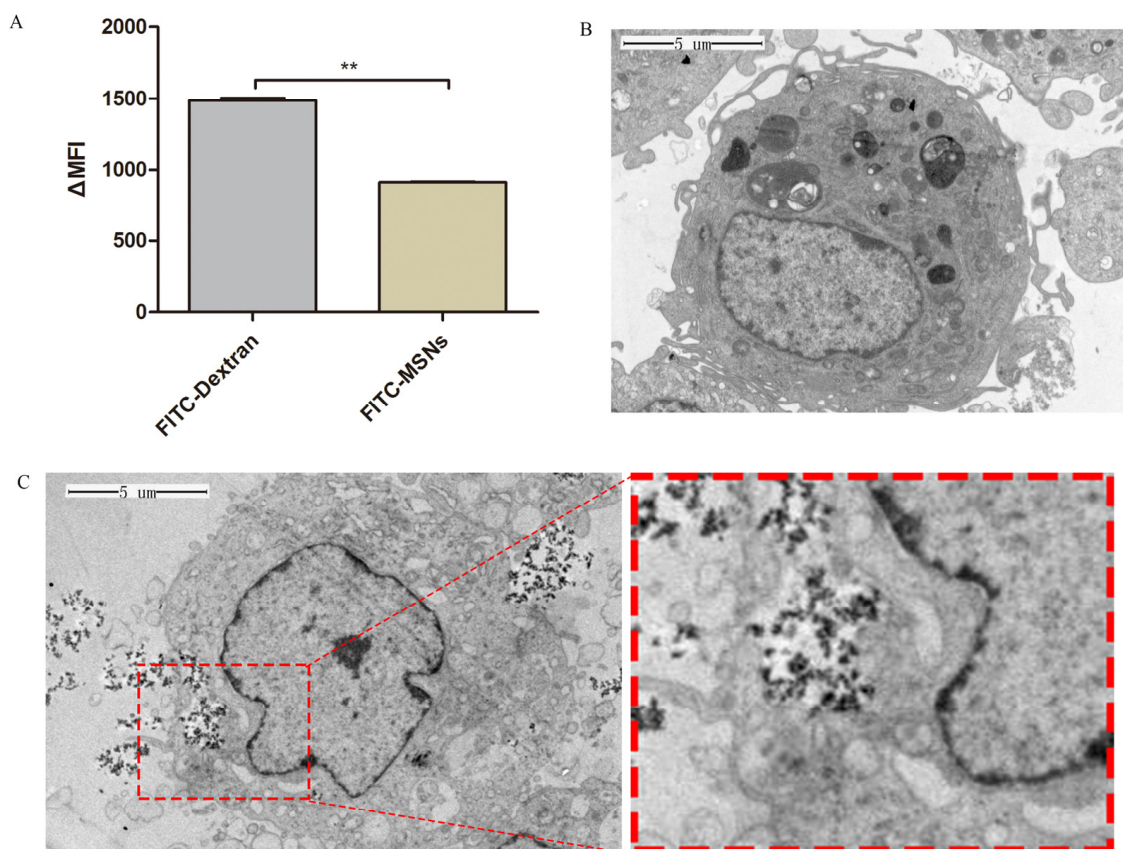 A
2000
1500
1000
500
0
ΔMFI
**
FITC-Dextran
FITC-MSNs
B
5 um
C
5 um